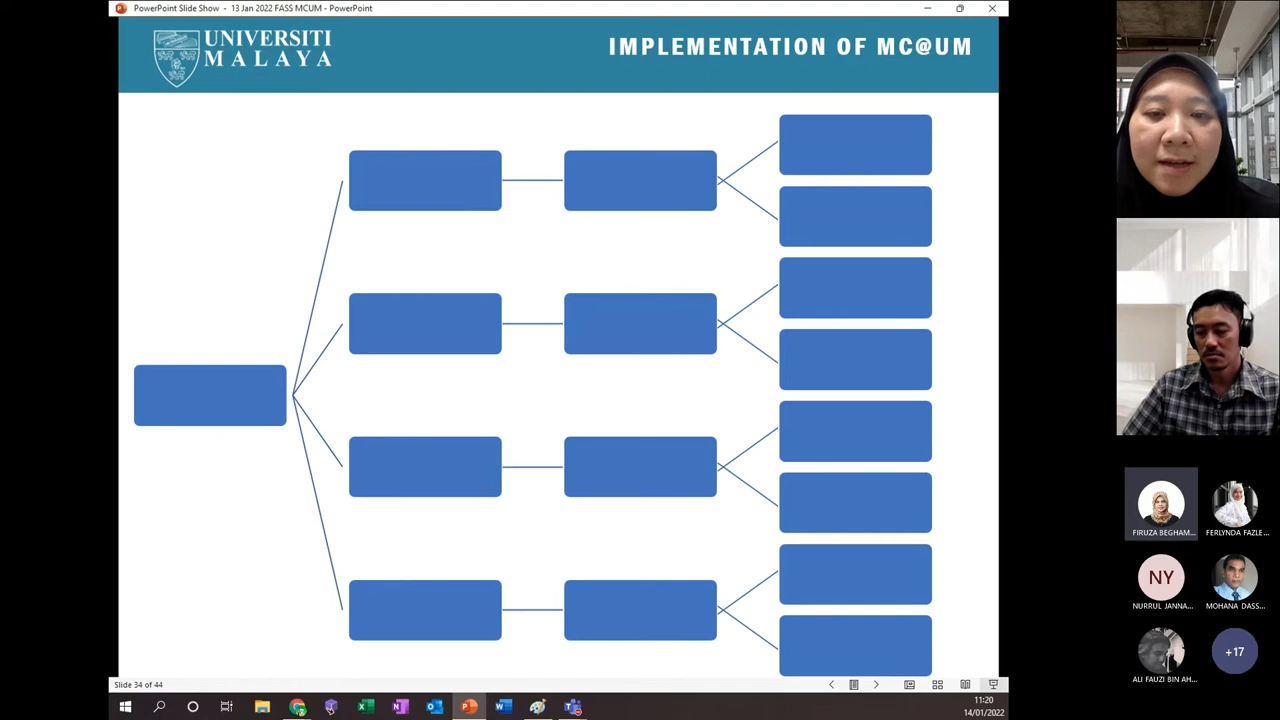 PowerPoint Slide Show - 13 Jan 2022 FASS MCUM - PowerPoint
UNIVERSITI
MALAYA
IMPLEMENTATION OF MC@UM
FIRUZA BEGHAM...
FERLYNDA FAZLE...
NY
NURRUL JANNA...
MOHANA DASS...
ALI FAUZI BIN AH...
+17
Slide 34 of 44
11:20
14/01/2022